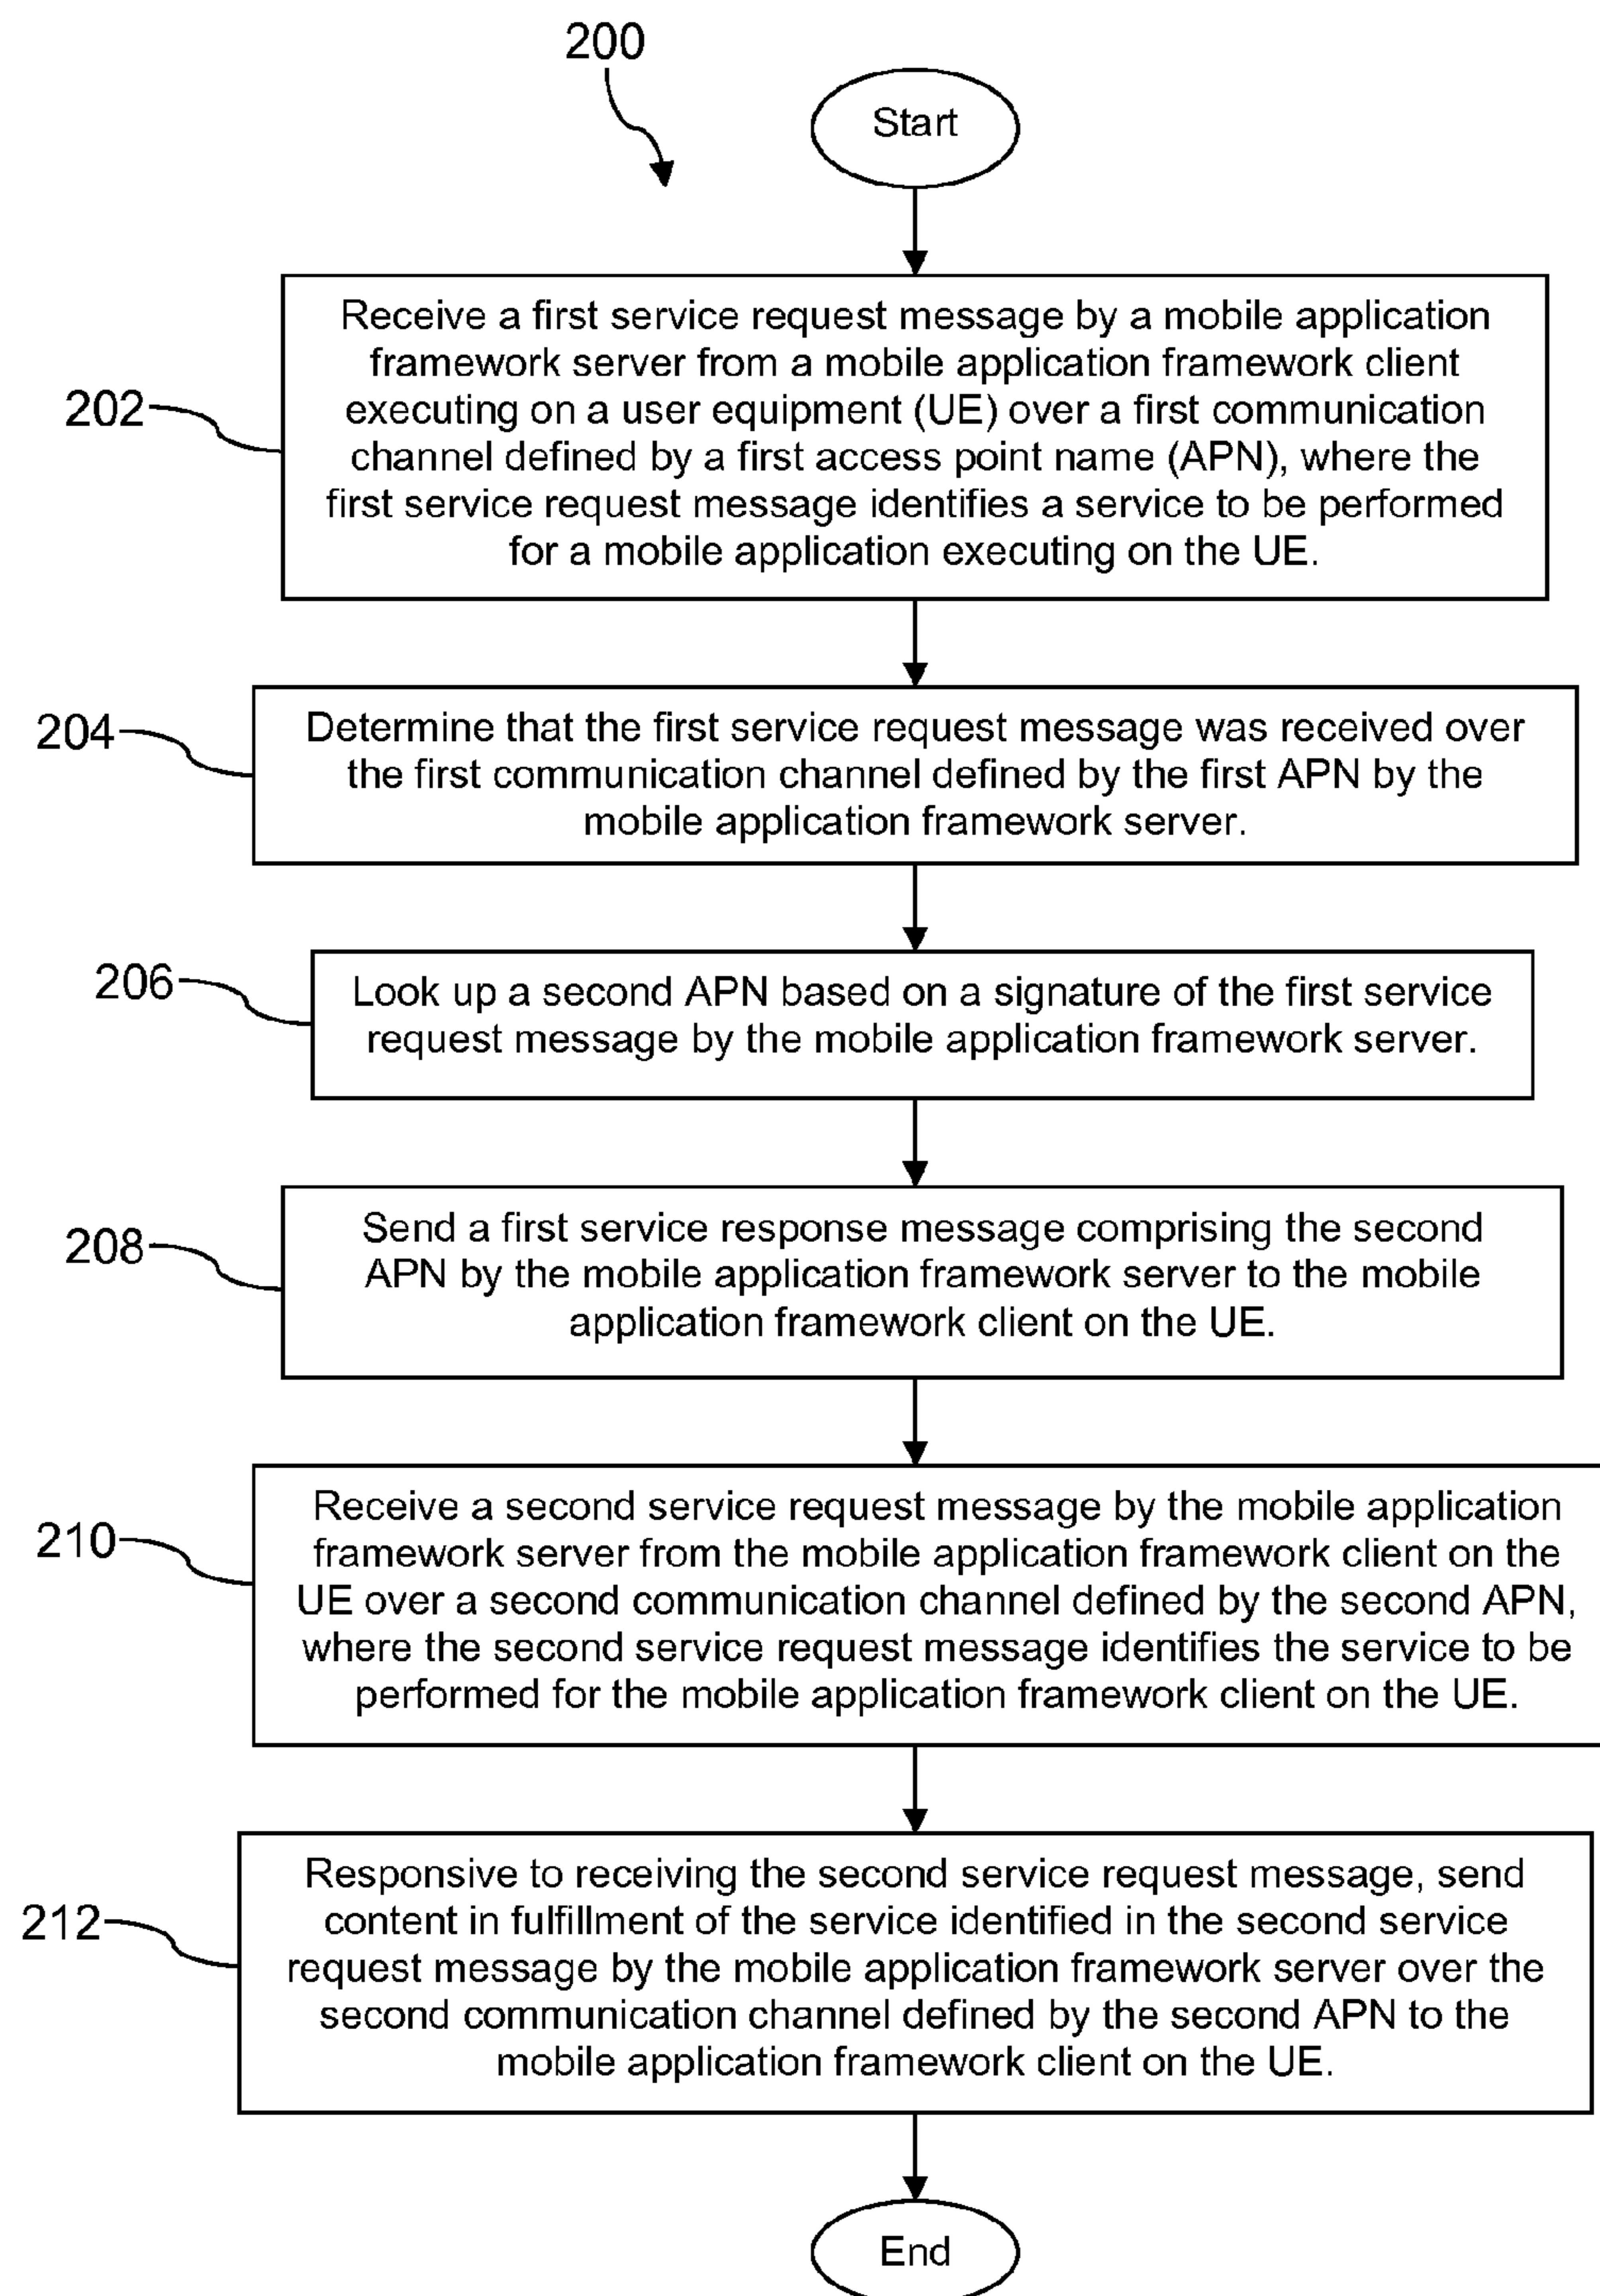 200
Start
202
Receive a first service request message by a mobile application
framework server from a mobile application framework client
executing on a user equipment (UE) over a first communication
channel defined by a first access point name (APN), where the
first service request message identifies a service to be performed
for a mobile application executing on the UE.
204
Determine that the first service request message was received over
the first communication channel defined by the first APN by the
mobile application framework server.
206
Look up a second APN based on a signature of the first service
request message by the mobile application framework server.
208
Send a first service response message comprising the second
APN by the mobile application framework server to the mobile
application framework client on the UE.
210
Receive a second service request message by the mobile application
framework server from the mobile application framework client on the
UE over a second communication channel defined by the second APN,
where the second service request message identifies the service to be
performed for the mobile application framework client on the UE.
212
Responsive to receiving the second service request message, send
content in fulfillment of the service identified in the second service
request message by the mobile application framework server over the
second communication channel defined by the second APN to the
mobile application framework client on the UE.
End